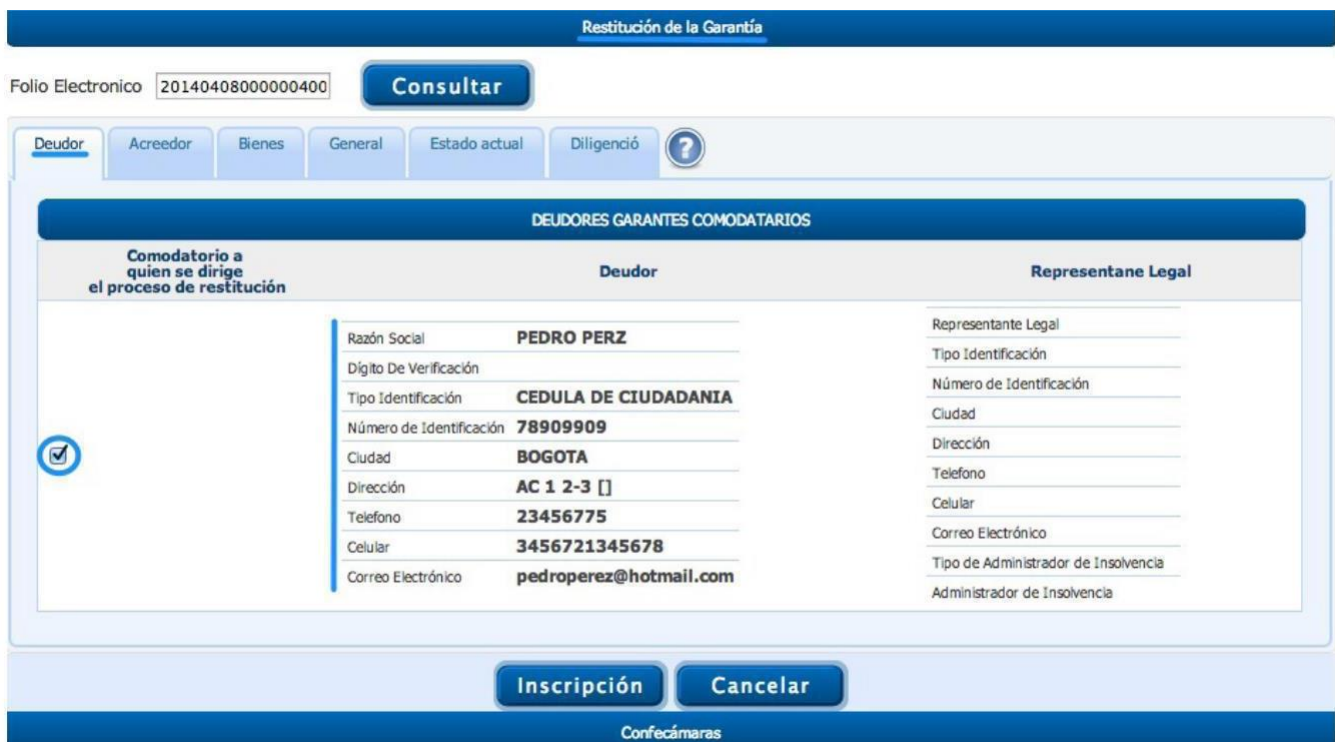 Restitución de la Garantía
Folio Electronico 20140408000000400 Consultar
Deudor Acreedor Bienes General Estado actual Diligenció ?
DEUDORES GARANTES COMODATARIOS
Comodatorio a
quien se dirige
el proceso de restitución
Deudor
Representane Legal
Razón Social PEDRO PERZ
Dígito De Verificación
Tipo Identificación CEDULA DE CIUDADANIA
Número de Identificación 78909909
Ciudad BOGOTA
Dirección AC 1 2-3 []
Telefono 23456775
Celular 3456721345678
Correo Electrónico pedroperez@hotmail.com
Representante Legal
Tipo Identificación
Número de Identificación
Ciudad
Dirección
Telefono
Celular
Correo Electrónico
Tipo de Administrador de Insolvencia
Administrador de Insolvencia
Inscripción Cancelar
Confecámaras